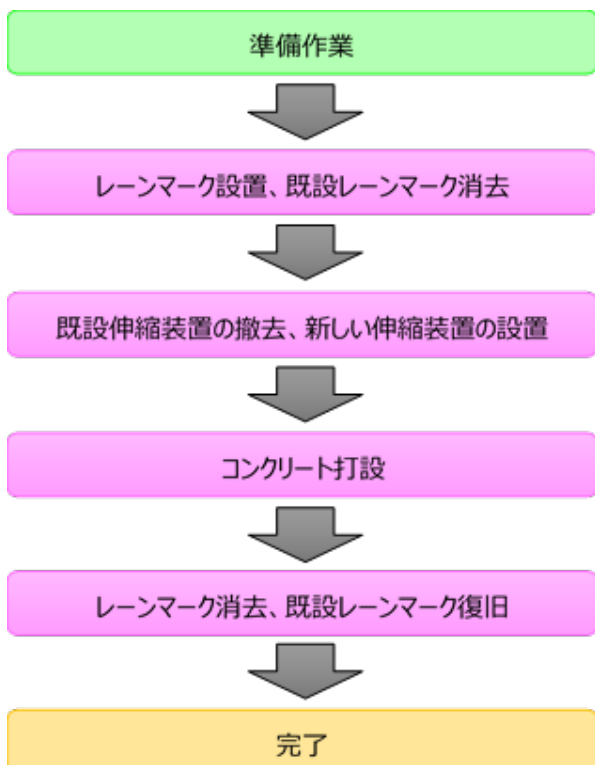 準備作業
レーンマーク設置、既設レーンマーク消去
既設伸縮装置の撤去、新しい伸縮装置の設置
コンクリート打設
レーンマーク消去、既設レーンマーク復旧
完了